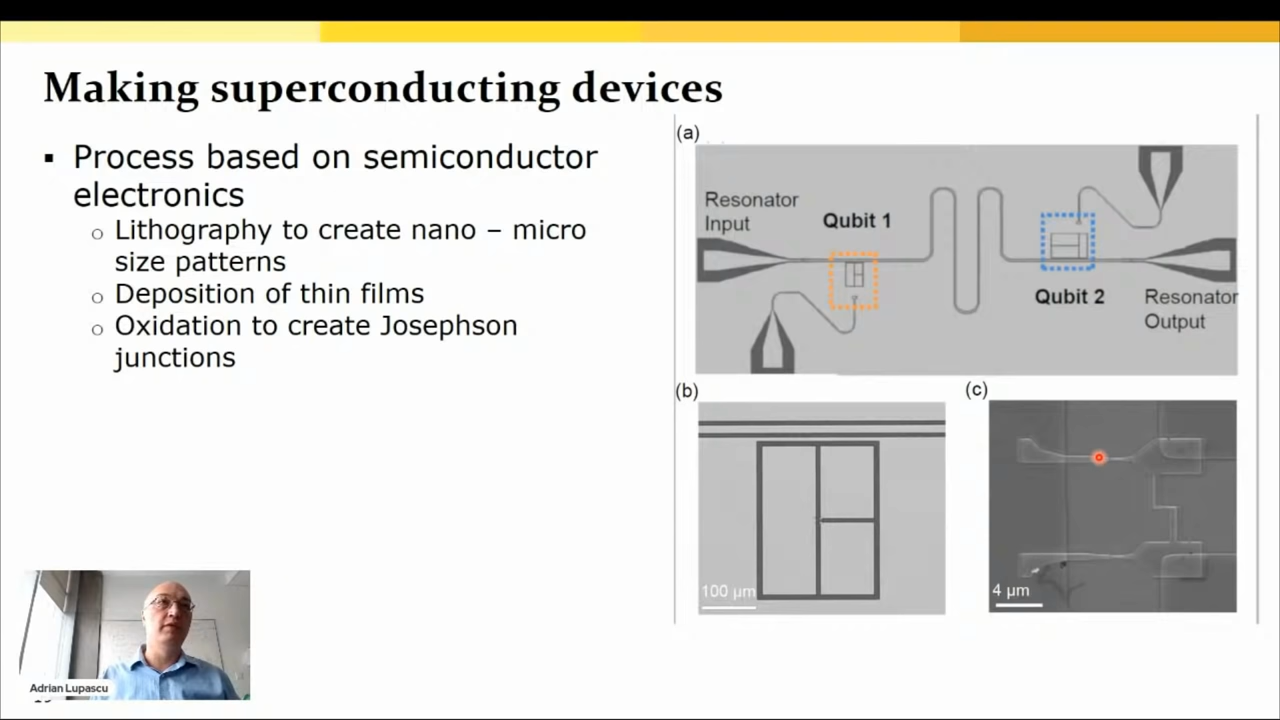 Making superconducting devices
▪ Process based on semiconductor
electronics
○ Lithography to create nano – micro
size patterns
○ Deposition of thin films
○ Oxidation to create Josephson
junctions
(a)
Resonator
Input
Qubit 1
Qubit 2
Resonator
Output
(b)
100 µm
(c)
4 µm
Adrian Lupascu